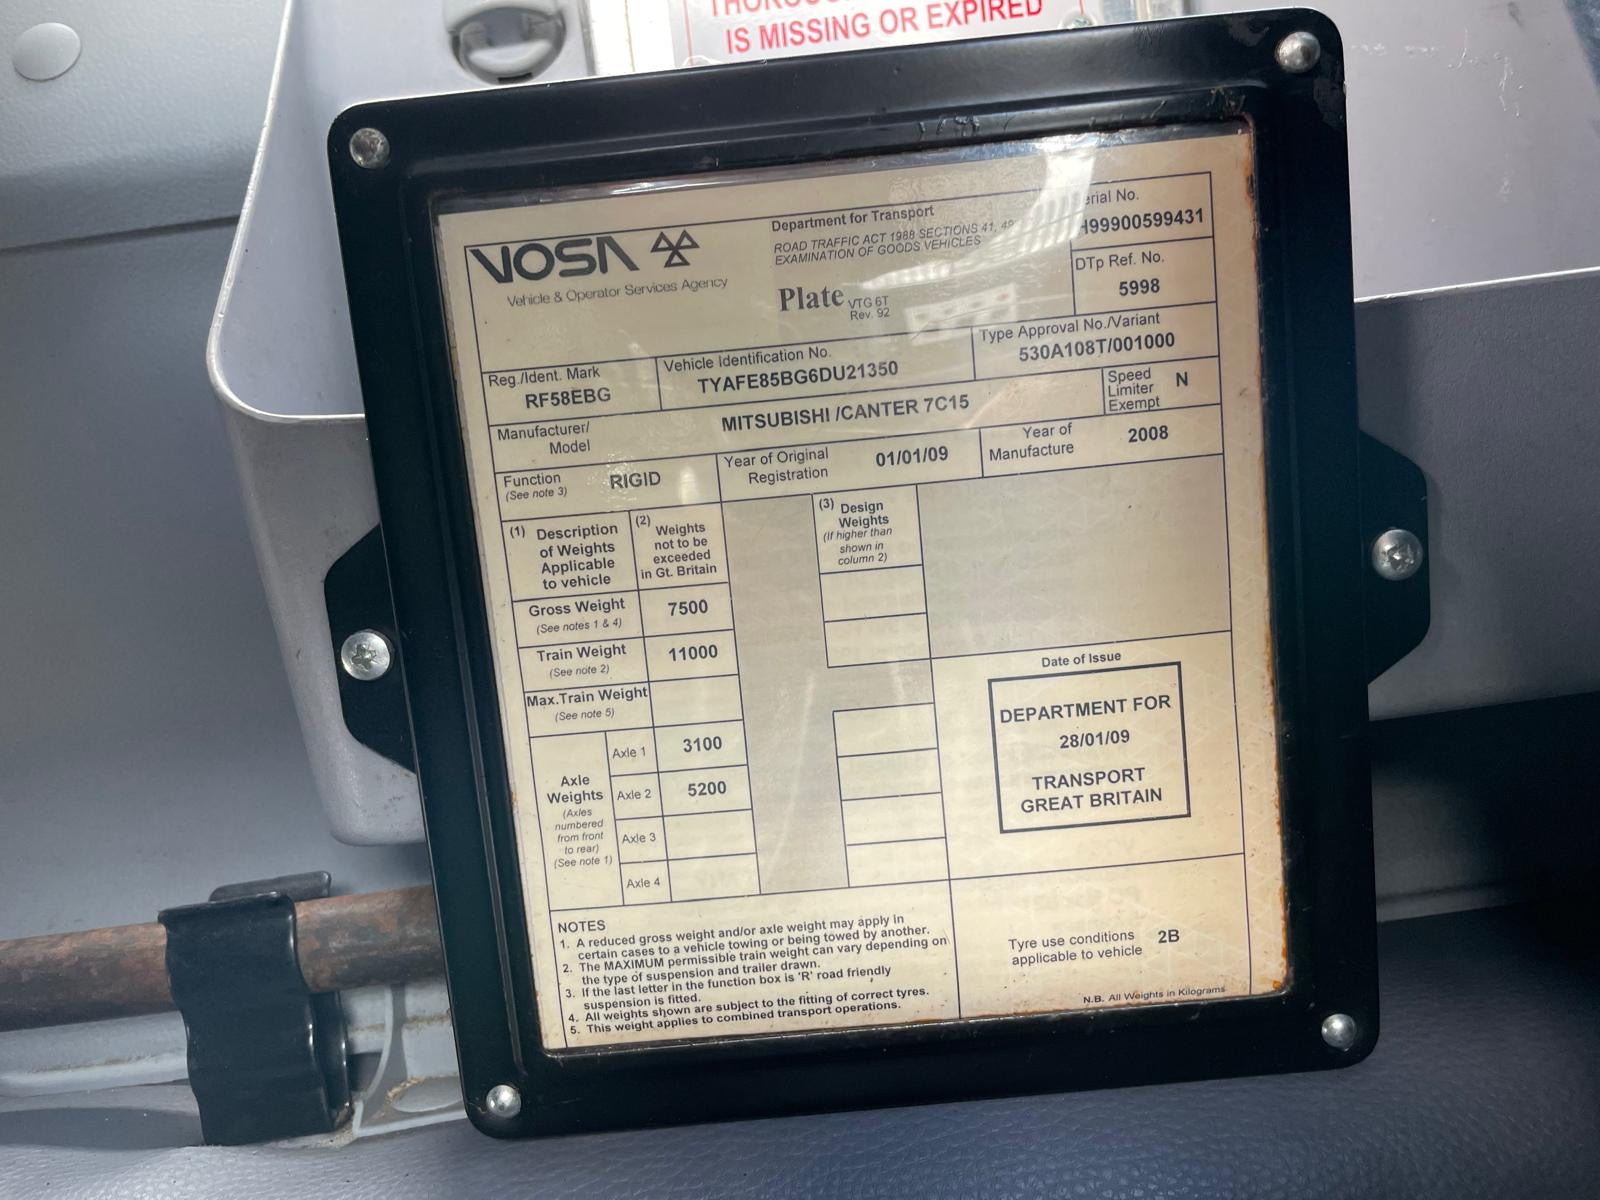 IS MISSING OR EXPIRED
VOSA
Vehicle & Operator Services Agency
Department for Transport
ROAD TRAFFIC ACT 1988 SECTIONS 41, 49
EXAMINATION OF GOODS VEHICLES
Plate VTG 6T
Rev. 92
Serial No.
H99900599431
DTp Ref. No.
5998
Reg./Ident. Mark
RF58EBG
Vehicle Identification No.
TYAFE85BG6DU21350
Type Approval No./Variant
530A108T/001000
Manufacturer/
Model
MITSUBISHI /CANTER 7C15
Speed
Limiter
Exempt
N
Function
(See note 3)
RIGID
Year of Original
Registration
01/01/09
Year of
Manufacture
2008
(1) Description
of Weights
Applicable
to vehicle
(2) Weights
not to be
exceeded
in Gt. Britain
(3) Design
Weights
(If higher than
shown in
column 2)
Gross Weight
(See notes 1 & 4)
7500
Train Weight
(See note 2)
11000
Max.Train Weight
(See note 5)
Axle
Weights
(Axles
numbered
from front
to rear)
(See note 1)
Axle 1 3100
Axle 2 5200
Axle 3
Axle 4
Date of Issue
DEPARTMENT FOR
28/01/09
TRANSPORT
GREAT BRITAIN
NOTES
1. A reduced gross weight and/or axle weight may apply in
certain cases to a vehicle towing or being towed by another.
2. The MAXIMUM permissible train weight can vary depending on
the type of suspension and trailer drawn.
3. If the last letter in the function box is 'R' road friendly
suspension is fitted.
4. All weights shown are subject to the fitting of correct tyres.
5. This weight applies to combined transport operations.
Tyre use conditions
applicable to vehicle 2B
N.B. All Weights in Kilograms